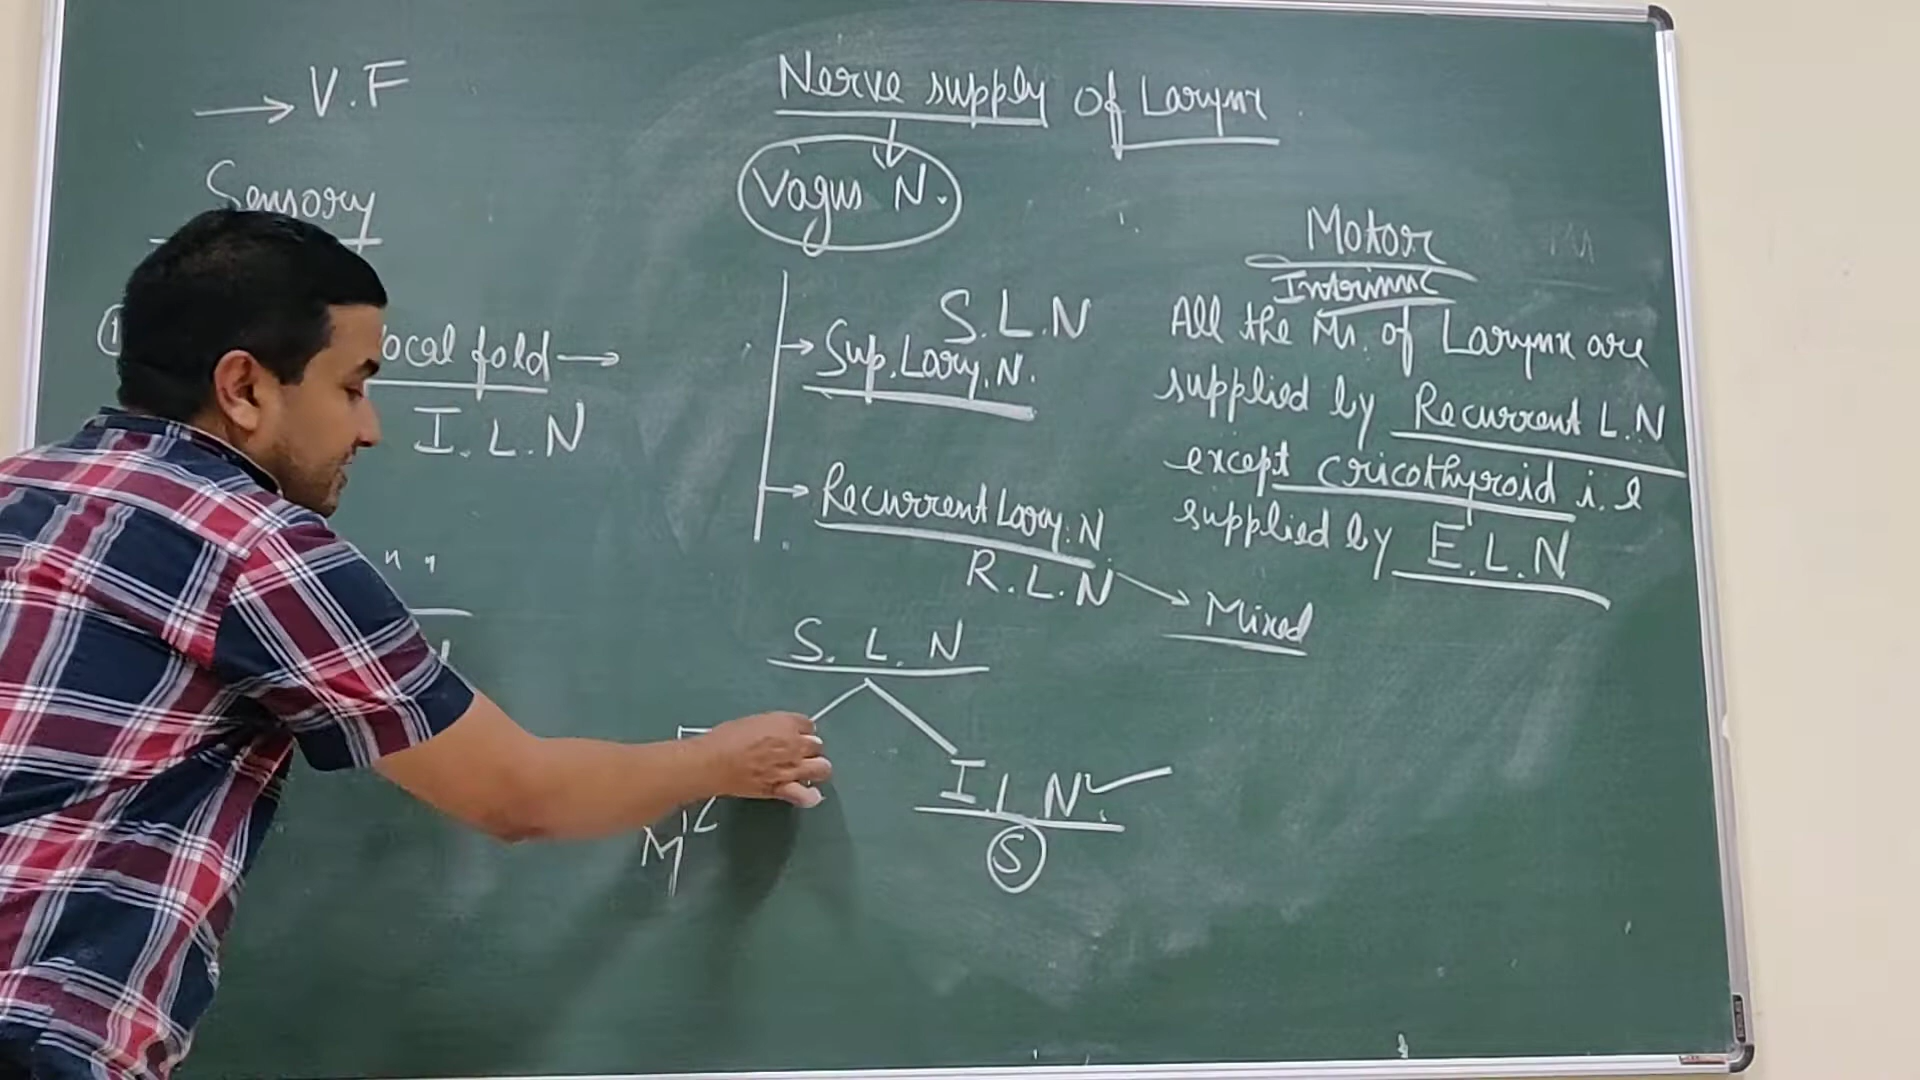 → V.F
Sensory
ocal fold →
I.L.N
Nerve supply of Larynx
Vagus N.
S.L.N
→ Sup. Lary. N.
→ Recurrent Lary. N
R.L.N → Mixed
S. L. N
I.L.N.
M
S
Motor
Intrinsic
All the Ms. of Larynx are
supplied by Recurrent L.N
except cricothyroid i.e
supplied by E.L.N